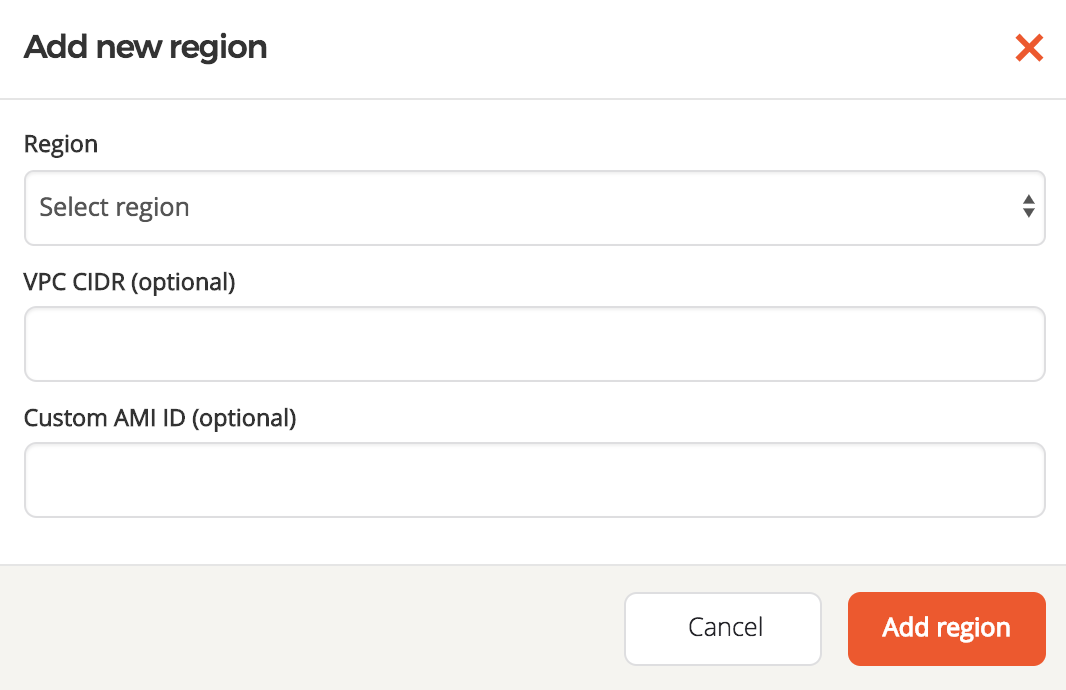 Add new region
Region
Select region
VPC CIDR (optional)
Custom AMI ID (optional)
Cancel
Add region